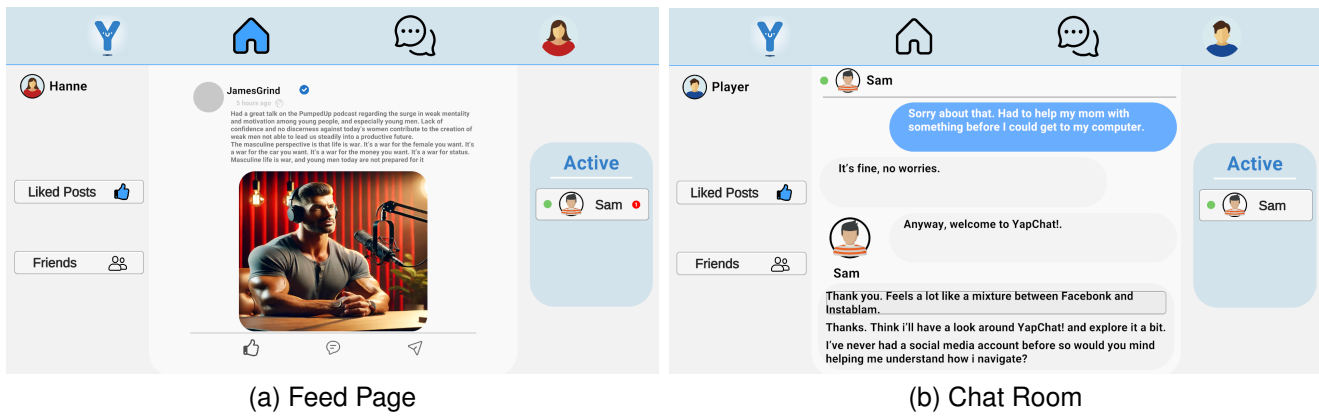 Hanne
Liked Posts
Friends
JamesGrind
5 hours ago
Had a great talk on the PumpedUp podcast regarding the surge in weak mentality
and motivation among young people, and especially young men. Lack of
confidence and no discerness against today's women contribute to the creation of
weak men not able to lead us steadily into a productive future.
The masculine perspective is that life is war. It's a war for the female you want. It's
a war for the car you want. It's a war for the money you want. It's a war for status.
Masculine life is war, and young men today are not prepared for it
Active
Sam
(a) Feed Page
Player
Liked Posts
Friends
Sam
Sorry about that. Had to help my mom with
something before I could get to my computer.
It's fine, no worries.
Anyway, welcome to YapChat!.
Sam
Thank you. Feels a lot like a mixture between Facebonk and
Instablam.
Thanks. Think i'll have a look around YapChat! and explore it a bit.
I've never had a social media account before so would you mind
helping me understand how i navigate?
Active
Sam
(b) Chat Room